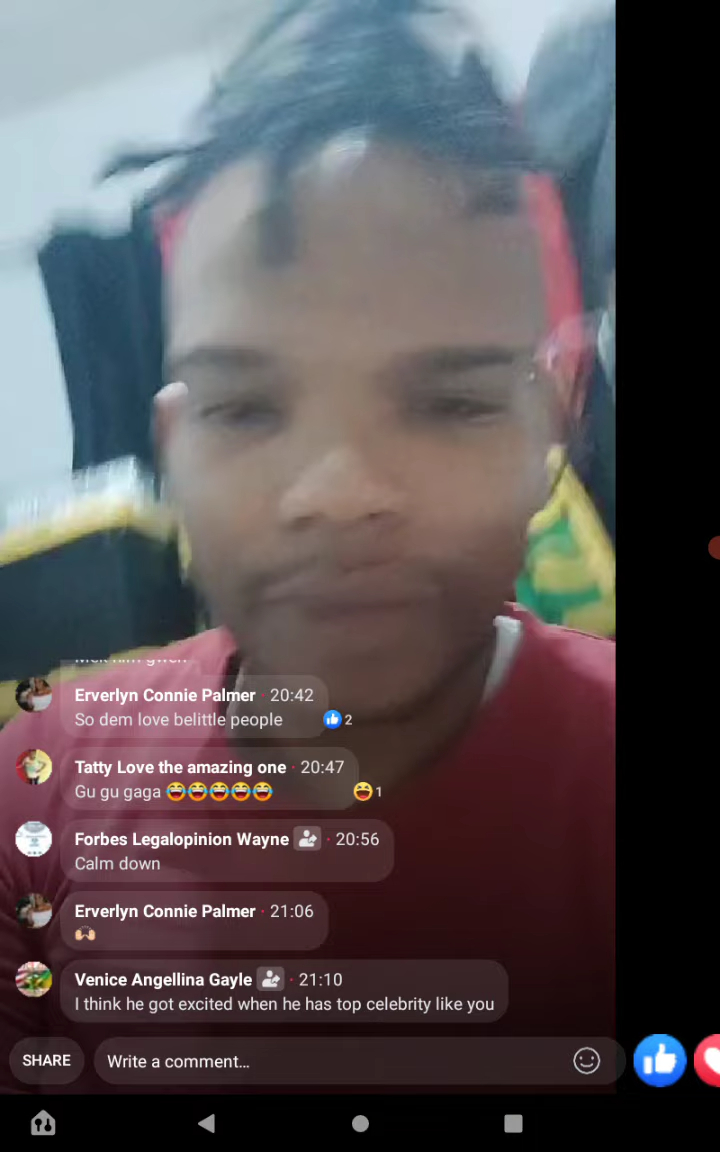 Erverlyn Connie Palmer · 20:42
So dem love belittle people 2
Tatty Love the amazing one · 20:47
Gu gu gaga 😂😂😂😂😂 1
Forbes Legalopinion Wayne · 20:56
Calm down
Erverlyn Connie Palmer · 21:06
🙌🏼
Venice Angellina Gayle · 21:10
I think he got excited when he has top celebrity like you
SHARE Write a comment...